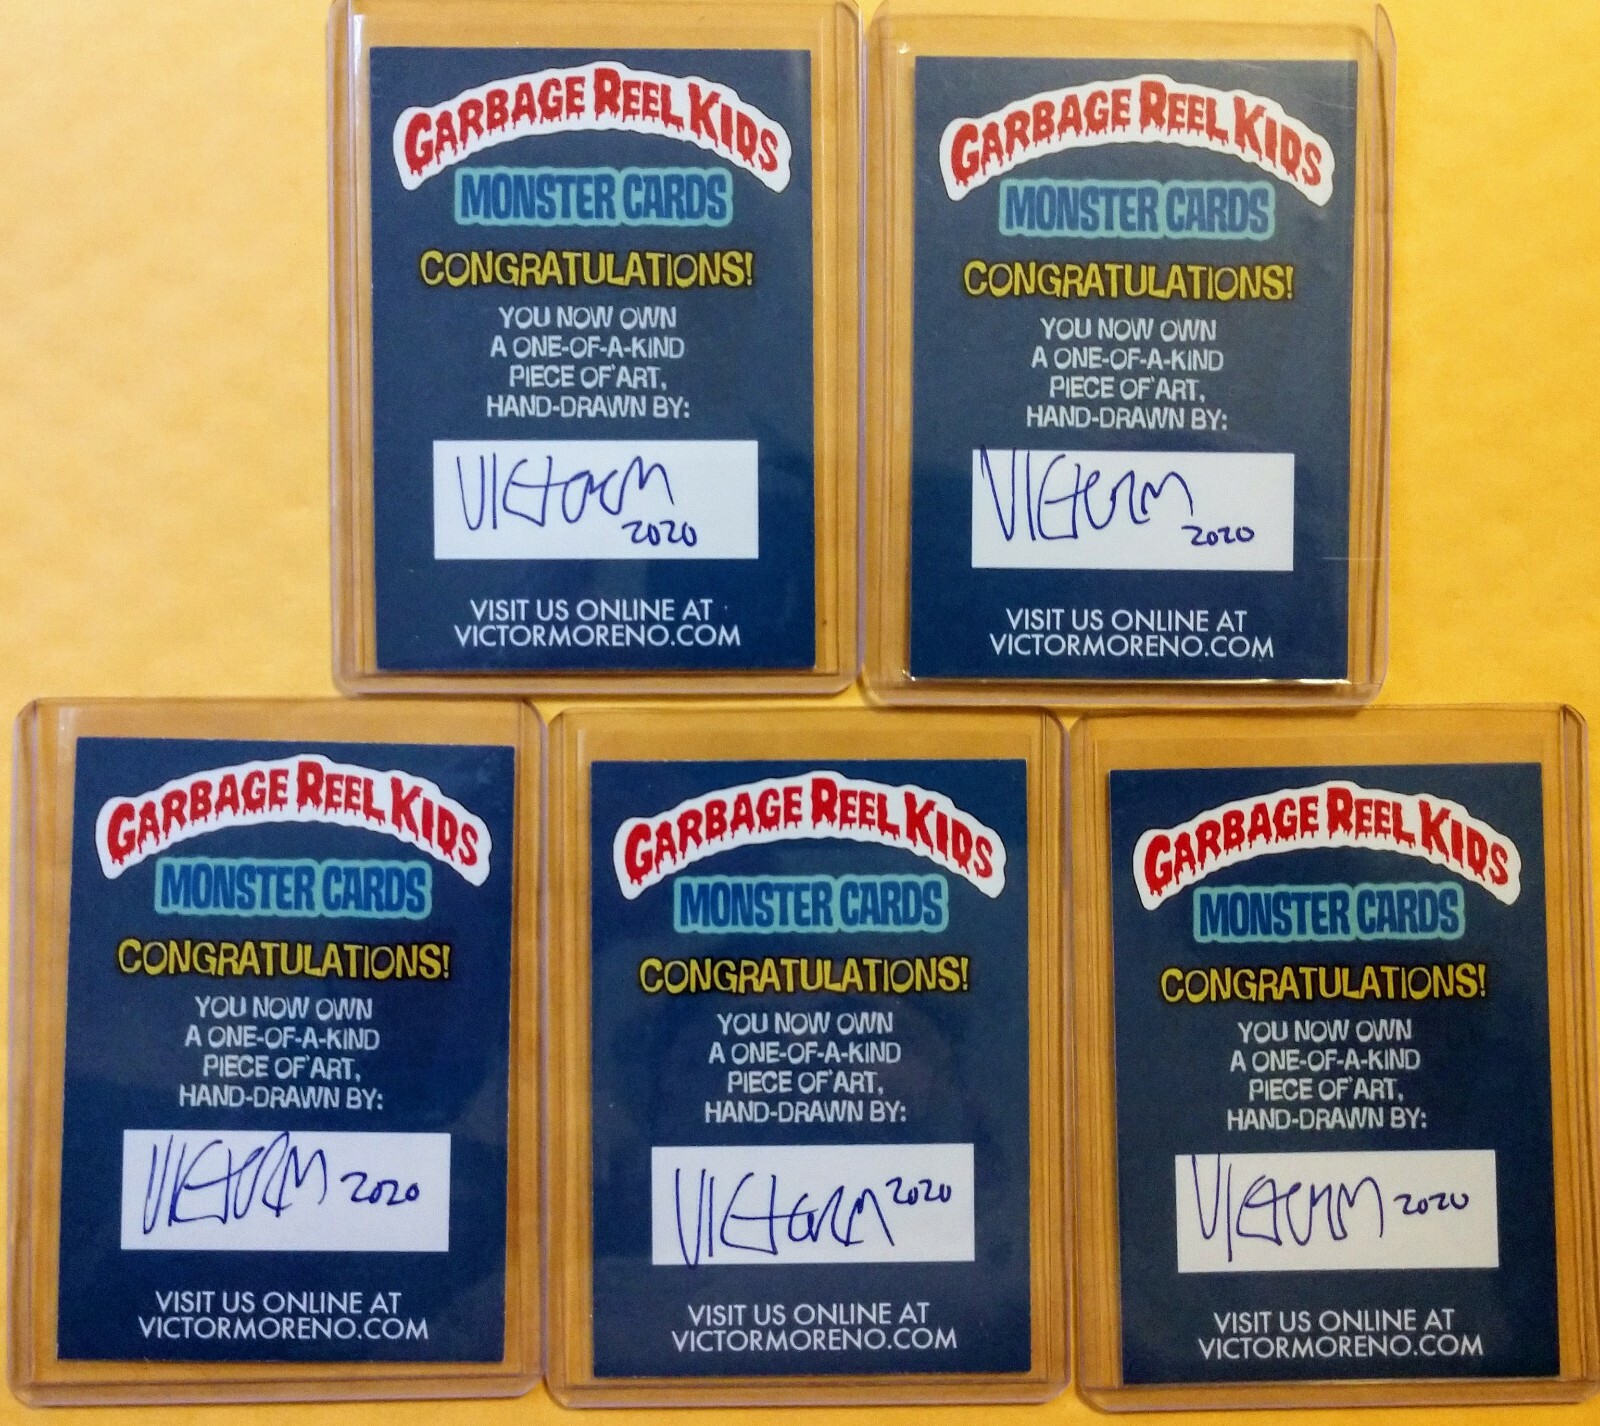 GARBAGE REEL KIDS
MONSTER CARDS
CONGRATULATIONS!
YOU NOW OWN
A ONE-OF-A-KIND
PIECE OF ART,
HAND-DRAWN BY:
VICTORM
2020
VISIT US ONLINE AT
VICTORMORENO.COM
GARBAGE REEL KIDS
MONSTER CARDS
CONGRATULATIONS!
YOU NOW OWN
A ONE-OF-A-KIND
PIECE OF ART,
HAND-DRAWN BY:
VICTORM
2020
VISIT US ONLINE AT
VICTORMORENO.COM
GARBAGE REEL KIDS
MONSTER CARDS
CONGRATULATIONS!
YOU NOW OWN
A ONE-OF-A-KIND
PIECE OF ART,
HAND-DRAWN BY:
VICTORM 2020
VISIT US ONLINE AT
VICTORMORENO.COM
GARBAGE REEL KIDS
MONSTER CARDS
CONGRATULATIONS!
YOU NOW OWN
A ONE-OF-A-KIND
PIECE OF ART,
HAND-DRAWN BY:
VICTORM 2020
VISIT US ONLINE AT
VICTORMORENO.COM
GARBAGE REEL KIDS
MONSTER CARDS
CONGRATULATIONS!
YOU NOW OWN
A ONE-OF-A-KIND
PIECE OF ART,
HAND-DRAWN BY:
VICTORM 2020
VISIT US ONLINE AT
VICTORMORENO.COM